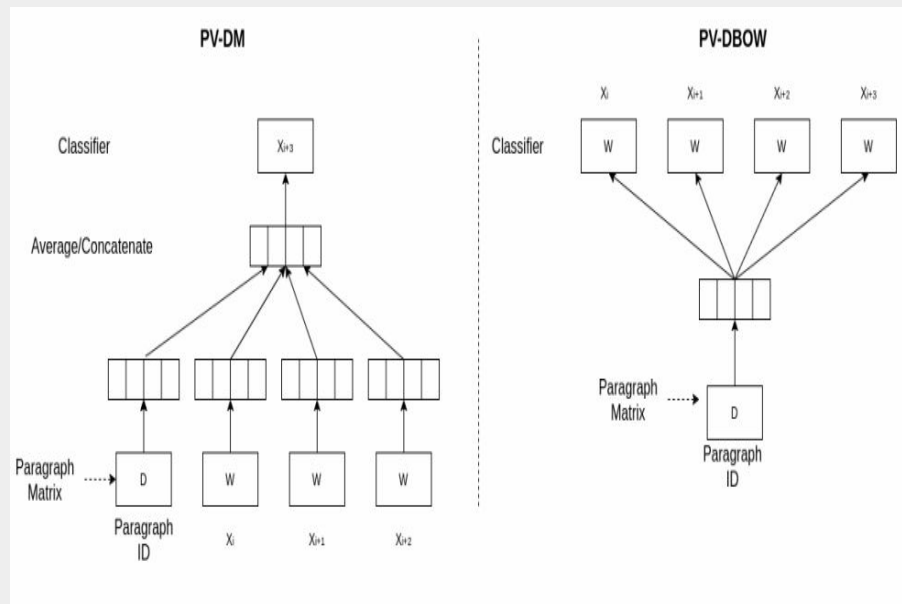 PV-DM
Classifier
Xi+3
Average/Concatenate
Paragraph
Matrix
D
W
W
W
Paragraph
ID
Xi
Xi+1
Xi+2
PV-DBOW
Xi
Xi+1
Xi+2
Xi+3
Classifier
W
W
W
W
Paragraph
Matrix
D
Paragraph
ID